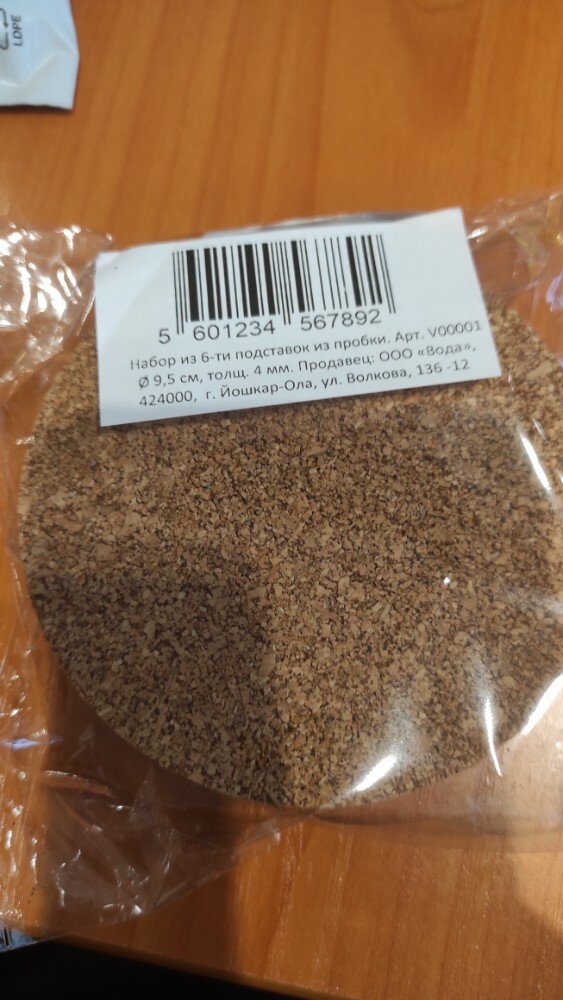 LDPE
5 601234 567892
Набор из 6-ти подставок из пробки. Арт. V00001
Ø 9,5 см, толщ. 4 мм. Продавец: ООО «Вода»,
424000, г. Йошкар-Ола, ул. Волкова, 136 -12